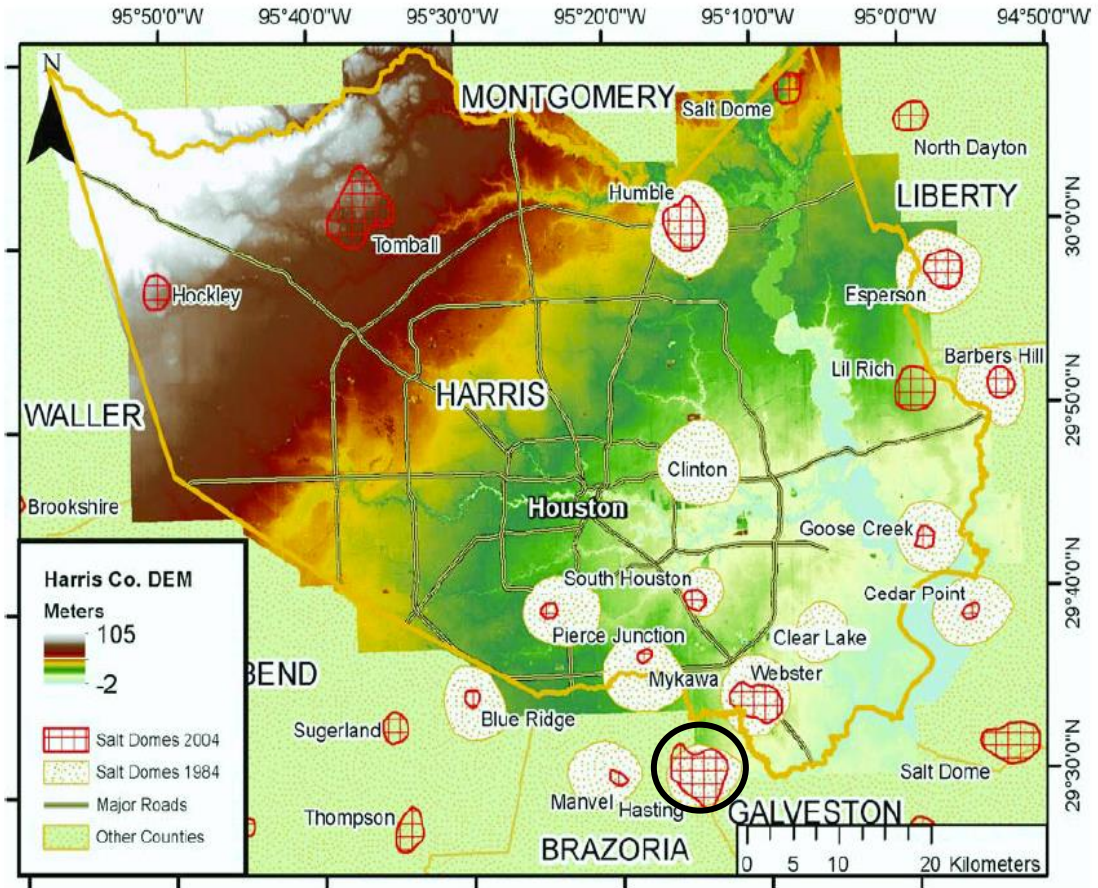 95°50'0"W 95°40'0"W 95°30'0"W 95°20'0"W 95°10'0"W 95°0'0"W 94°50'0"W
N
MONTGOMERY
Salt Dome
North Dayton
LIBERTY
Humble
30°0'0"N
Tomball
Hockley
Esperson
Barbers Hill
Lil Rich
HARRIS
WALLER
29°50'0"N
Clinton
Brookshire
Houston
Goose Creek
South Houston
Cedar Point
29°40'0"N
Pierce Junction
Clear Lake
Webster
Mykawa
BEND
Blue Ridge
Sugerland
Salt Dome
29°30'0"N
Manvel
Hasting
GALVESTON
Thompson
BRAZORIA
Harris Co. DEM
Meters
105
-2
Salt Domes 2004
Salt Domes 1984
Major Roads
Other Counties
0 5 10 20 Kilometers